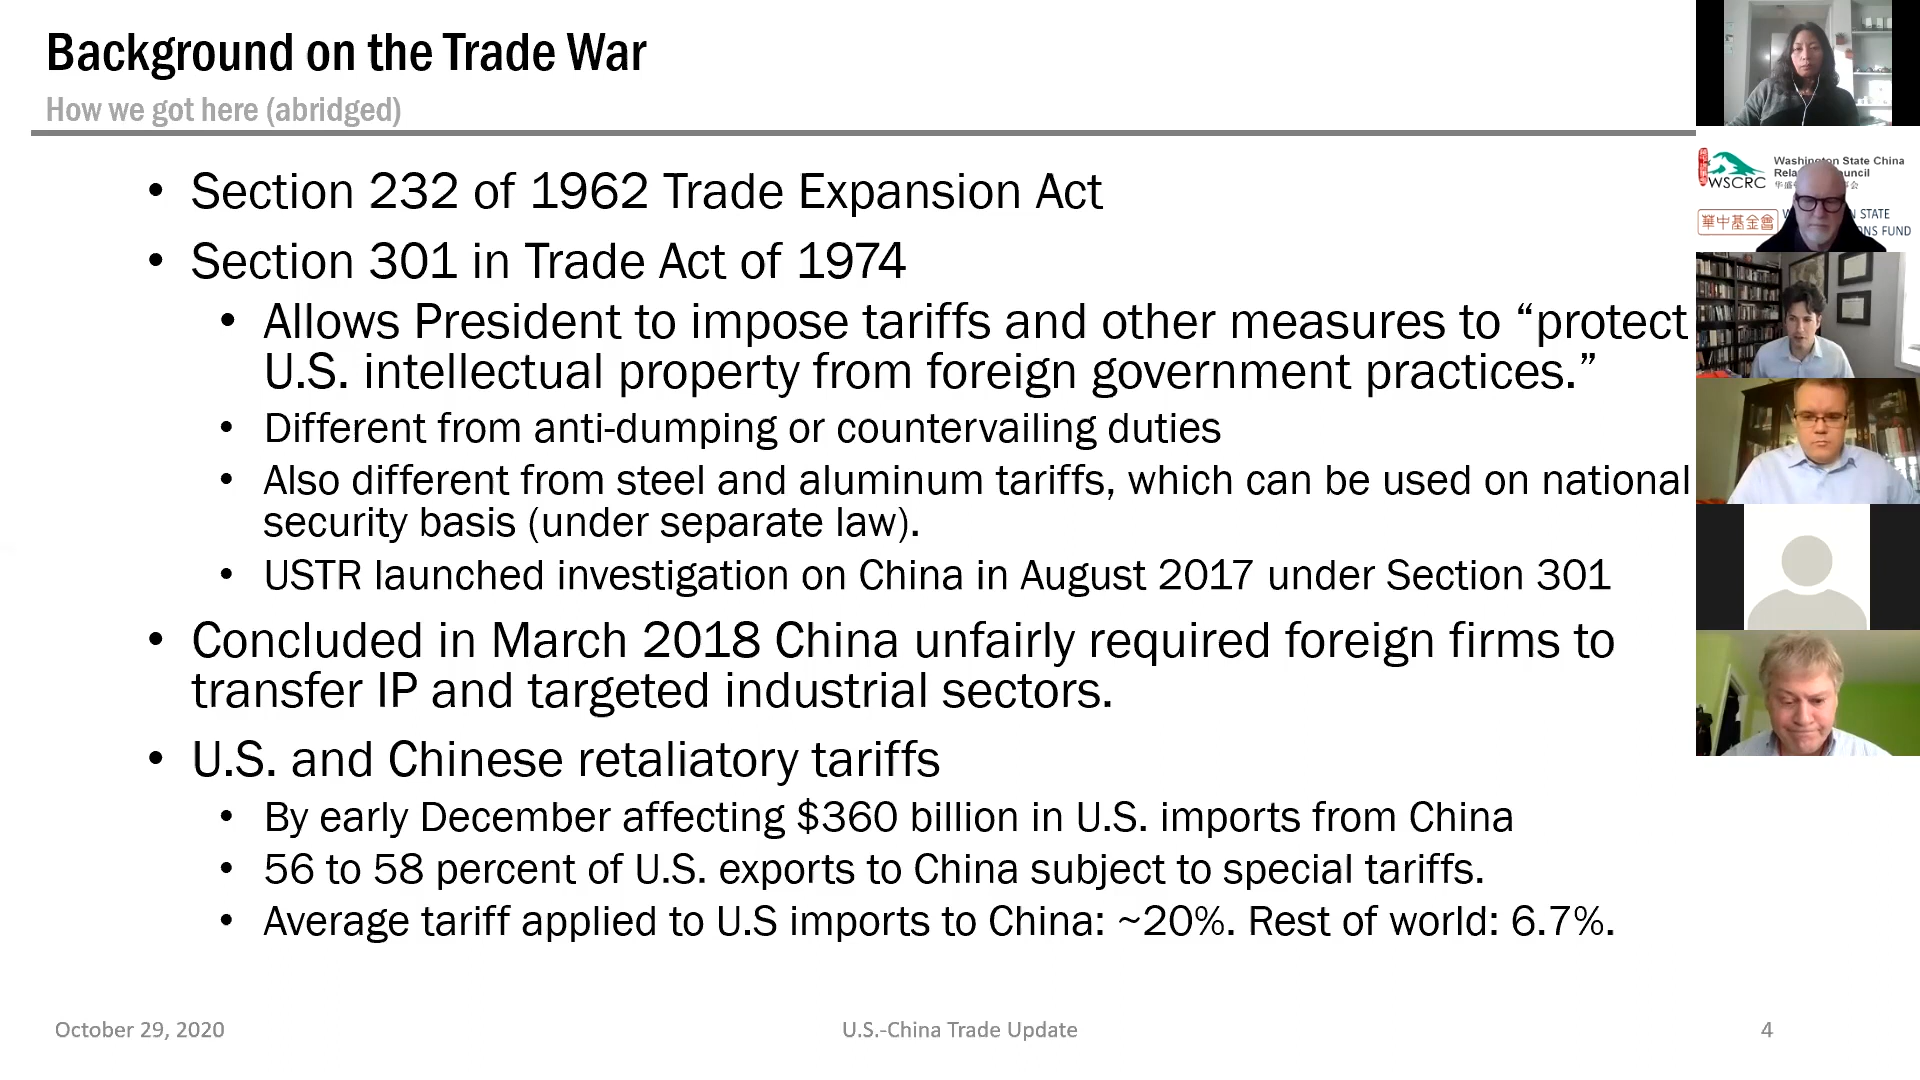 Background on the Trade War
How we got here (abridged)
• Section 232 of 1962 Trade Expansion Act
• Section 301 in Trade Act of 1974
• Allows President to impose tariffs and other measures to “protect
U.S. intellectual property from foreign government practices.”
• Different from anti-dumping or countervailing duties
• Also different from steel and aluminum tariffs, which can be used on national
security basis (under separate law).
• USTR launched investigation on China in August 2017 under Section 301
• Concluded in March 2018 China unfairly required foreign firms to
transfer IP and targeted industrial sectors.
• U.S. and Chinese retaliatory tariffs
• By early December affecting $360 billion in U.S. imports from China
• 56 to 58 percent of U.S. exports to China subject to special tariffs.
• Average tariff applied to U.S imports to China: ~20%. Rest of world: 6.7%.
October 29, 2020
U.S.-China Trade Update
4
WSCRC
Washington State China
華中基金會
STATE
FUND